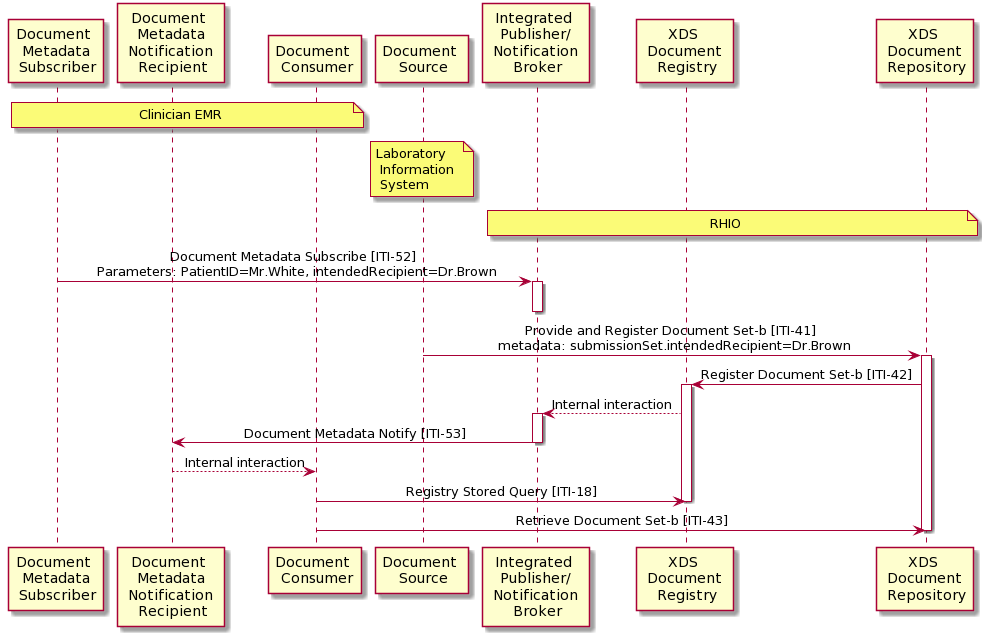 Document
Metadata
Subscriber
Document
Metadata
Notification
Recipient
Document
Consumer
Document
Source
Integrated
Publisher/
Notification
Broker
XDS
Document
Registry
XDS
Document
Repository
Clinician EMR
Laboratory
Information
System
RHIO
Document Metadata Subscribe [ITI-52]
Parameters: PatientID=Mr.White, intendedRecipient=Dr.Brown
Provide and Register Document Set-b [ITI-41]
metadata: submissionSet.intendedRecipient=Dr.Brown
Register Document Set-b [ITI-42]
Internal interaction
Document Metadata Notify [ITI-53]
Internal interaction
Registry Stored Query [ITI-18]
Retrieve Document Set-b [ITI-43]
Document
Metadata
Subscriber
Document
Metadata
Notification
Recipient
Document
Consumer
Document
Source
Integrated
Publisher/
Notification
Broker
XDS
Document
Registry
XDS
Document
Repository